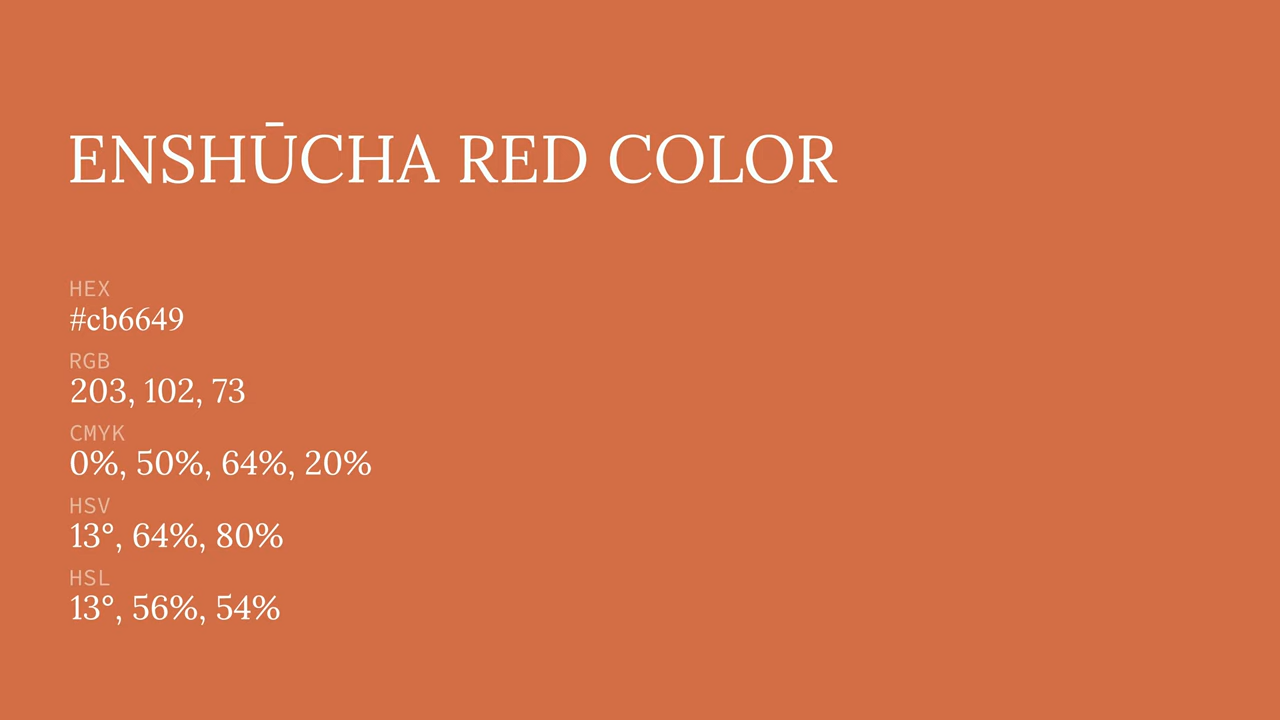 ENSHŪCHA RED COLOR
HEX
#cb6649
RGB
203, 102, 73
CMYK
0%, 50%, 64%, 20%
HSV
13°, 64%, 80%
HSL
13°, 56%, 54%